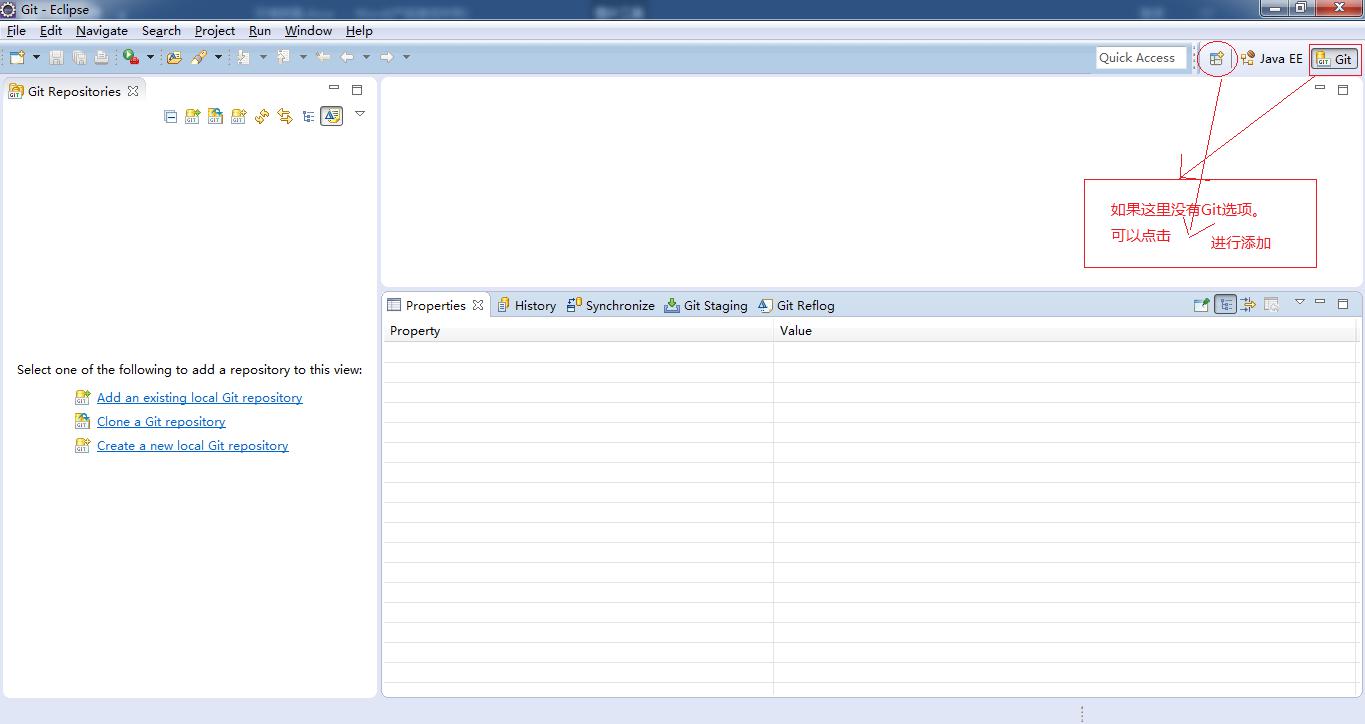 Git - Eclipse
File Edit Navigate Search Project Run Window Help
Quick Access
Java EE
Git
Git Repositories
如果这里没有Git选项。
可以点击 进行添加
Properties History Synchronize Git Staging Git Reflog
Property Value
Select one of the following to add a repository to this view:
Add an existing local Git repository
Clone a Git repository
Create a new local Git repository